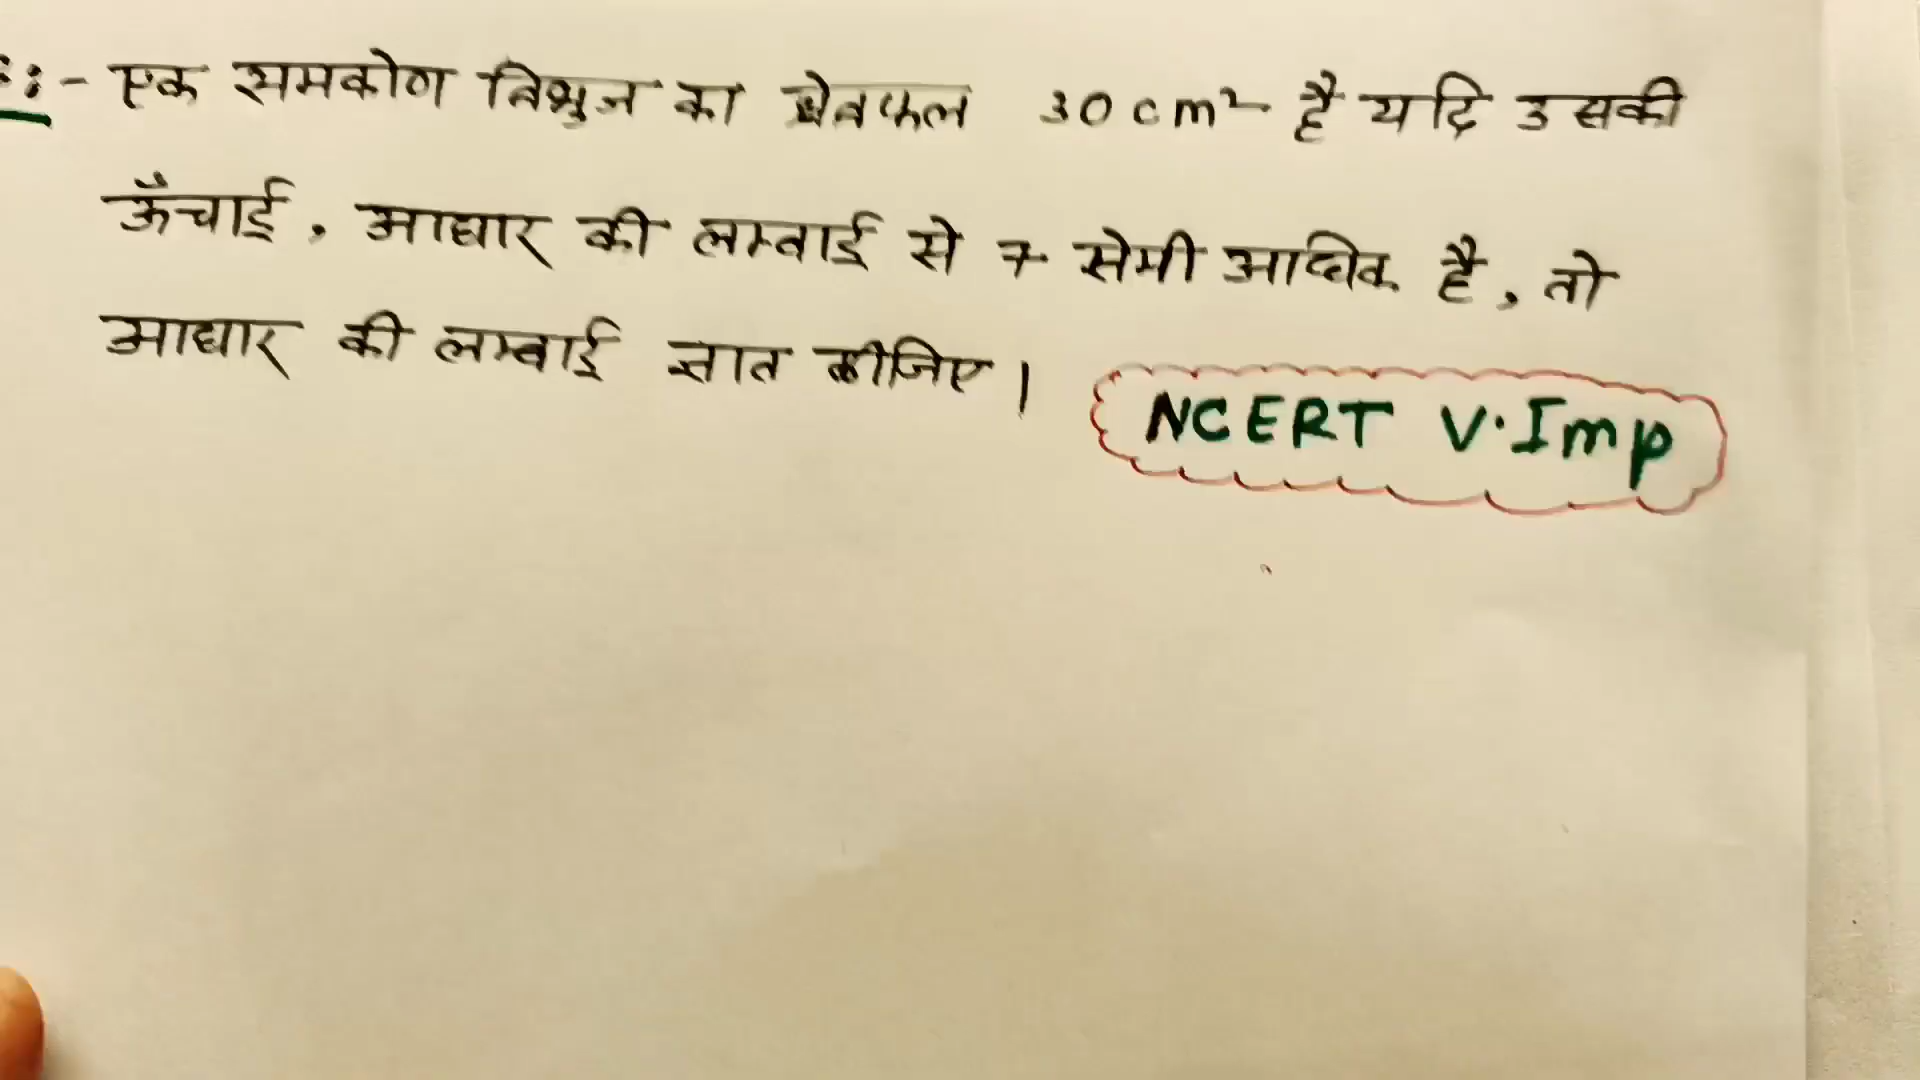 :- एक समकोण त्रिभुज का क्षेत्रफल 30 cm² है यदि उसकी
ऊँचाई, आधार की लम्बाई से 7 सेमी अधिक है, तो
आधार की लम्बाई ज्ञात कीजिए।
NCERT V.Imp